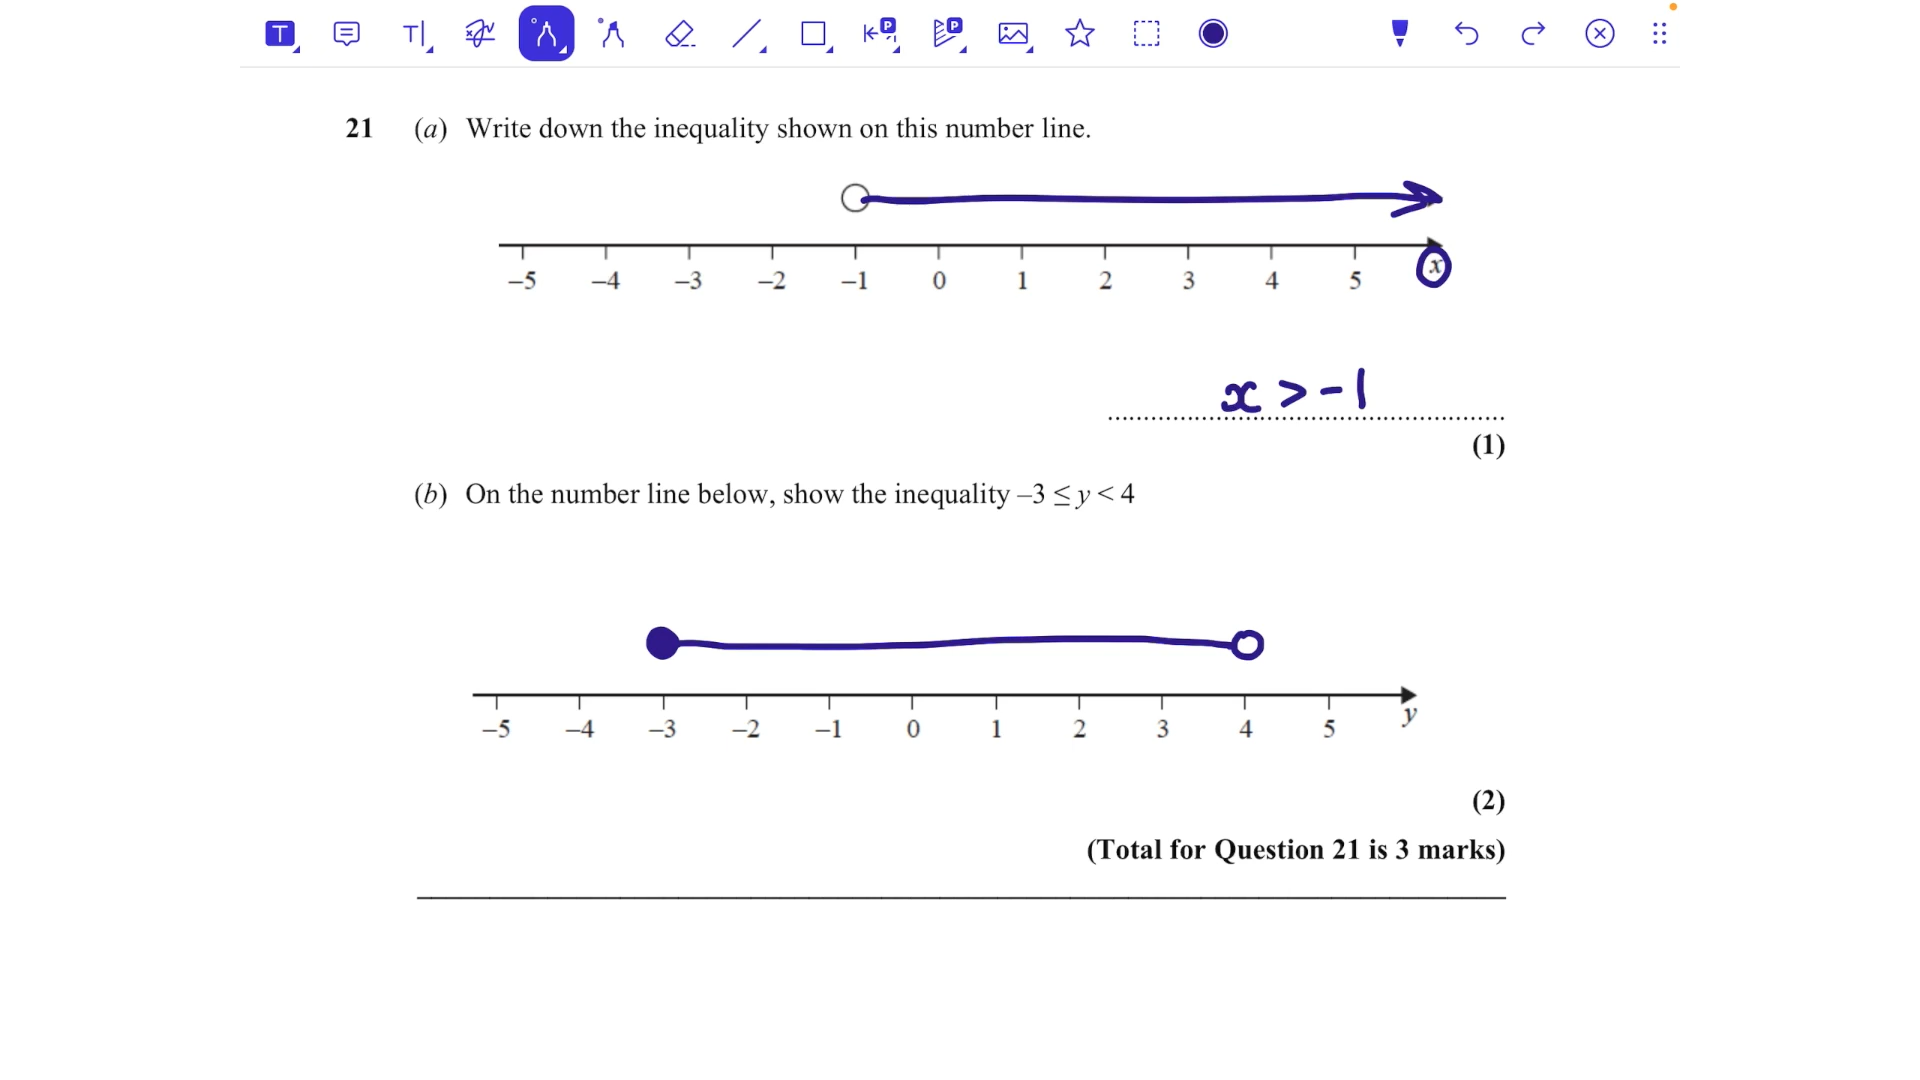 21 (a) Write down the inequality shown on this number line.
–5 –4 –3 –2 –1 0 1 2 3 4 5 x
x > -1
(1)
(b) On the number line below, show the inequality –3 ≤ y < 4
–5 –4 –3 –2 –1 0 1 2 3 4 5 y
(2)
(Total for Question 21 is 3 marks)